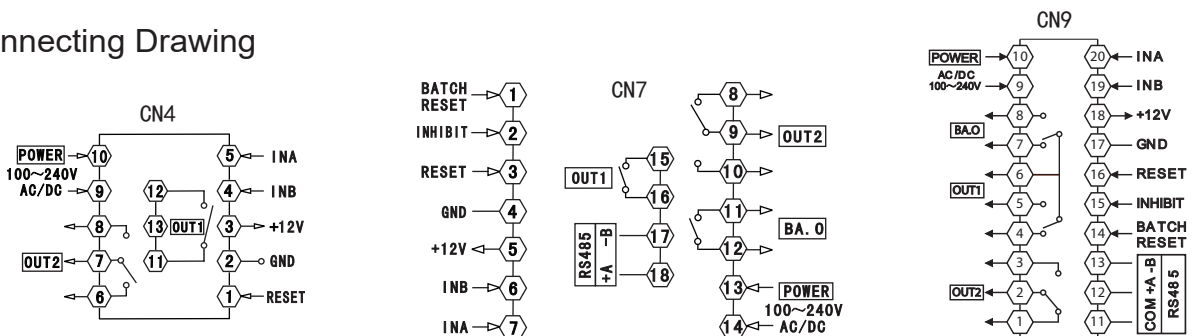 nnecting Drawing
CN4
POWER
100~240V
AC/DC
10
9
8
OUT2
7
6
12
13
OUT1
11
5
INA
4
INB
3
+12V
2
GND
1
RESET
CN7
BATCH
RESET
1
INHIBIT
2
RESET
3
GND
4
+12V
5
INB
6
INA
7
OUT1
15
16
RS485
+A -B
17
18
8
9
OUT2
10
11
BA.O
12
13
POWER
100~240V
14
AC/DC
CN9
POWER
10
AC/DC
100~240V
9
8
BA.O
7
6
OUT1
5
4
3
OUT2
2
1
20
INA
19
INB
18
+12V
17
GND
16
RESET
15
INHIBIT
14
BATCH
RESET
13
12
11
COM +A -B
RS485